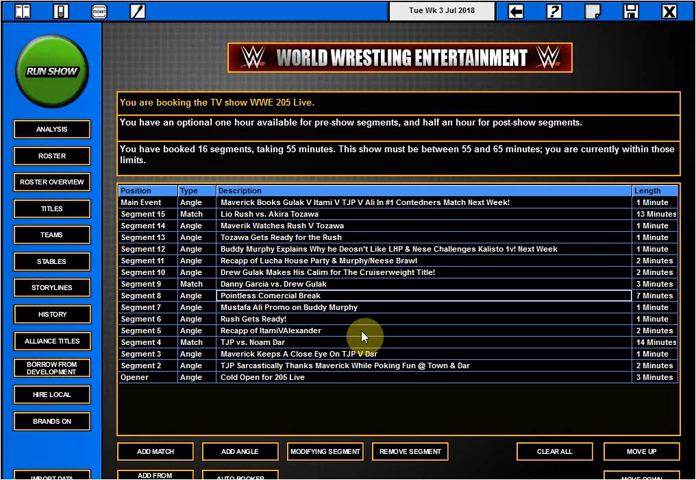 TICKET
Tue Wk 3 Jul 2018
RUN SHOW
W WORLD WRESTLING ENTERTAINMENT W
You are booking the TV show WWE 205 Live.
You have an optional one hour available for pre-show segments, and half an hour for post-show segments.
You have booked 16 segments, taking 55 minutes. This show must be between 55 and 65 minutes; you are currently within those
limits.
ANALYSIS
ROSTER
ROSTER OVERVIEW
TITLES
TEAMS
STABLES
STORYLINES
HISTORY
ALLIANCE TITLES
BORROW FROM
DEVELOPMENT
HIRE LOCAL
BRANDS ON
IMPORT DATA
Position Type Description Length
Main Event Angle Maverick Books Gulak V Itami V TJP V Ali In #1 Contedners Match Next Week! 1 Minute
Segment 15 Match Lio Rush vs. Akira Tozawa 13 Minutes
Segment 14 Angle Maverik Watches Rush V Tozawa 1 Minute
Segment 13 Angle Tozawa Gets Ready for the Rush 1 Minute
Segment 12 Angle Buddy Murphy Explains Why he Deosn't Like LHP & Nese Challenges Kalisto 1v! Next Week 1 Minute
Segment 11 Angle Recapp of Lucha House Party & Murphy/Neese Brawl 2 Minutes
Segment 10 Angle Drew Gulak Makes His Calim for The Cruiserweight Title! 2 Minutes
Segment 9 Match Danny Garcia vs. Drew Gulak 3 Minutes
Segment 8 Angle Pointless Comercial Break 7 Minutes
Segment 7 Angle Mustafa Ali Promo on Buddy Murphy 1 Minute
Segment 6 Angle Rush Gets Ready! 1 Minute
Segment 5 Angle Recapp of ItamiVAlexander 2 Minutes
Segment 4 Match TJP vs. Noam Dar 14 Minutes
Segment 3 Angle Maverick Keeps A Close Eye On TJP V Dar 1 Minute
Segment 2 Angle TJP Sarcastically Thanks Maverick While Poking Fun @ Town & Dar 2 Minutes
Opener Angle Cold Open for 205 Live 3 Minutes
ADD MATCH ADD ANGLE MODIFYING SEGMENT REMOVE SEGMENT CLEAR ALL MOVE UP
ADD FROM AUTO BOOKER MOVE DOWN